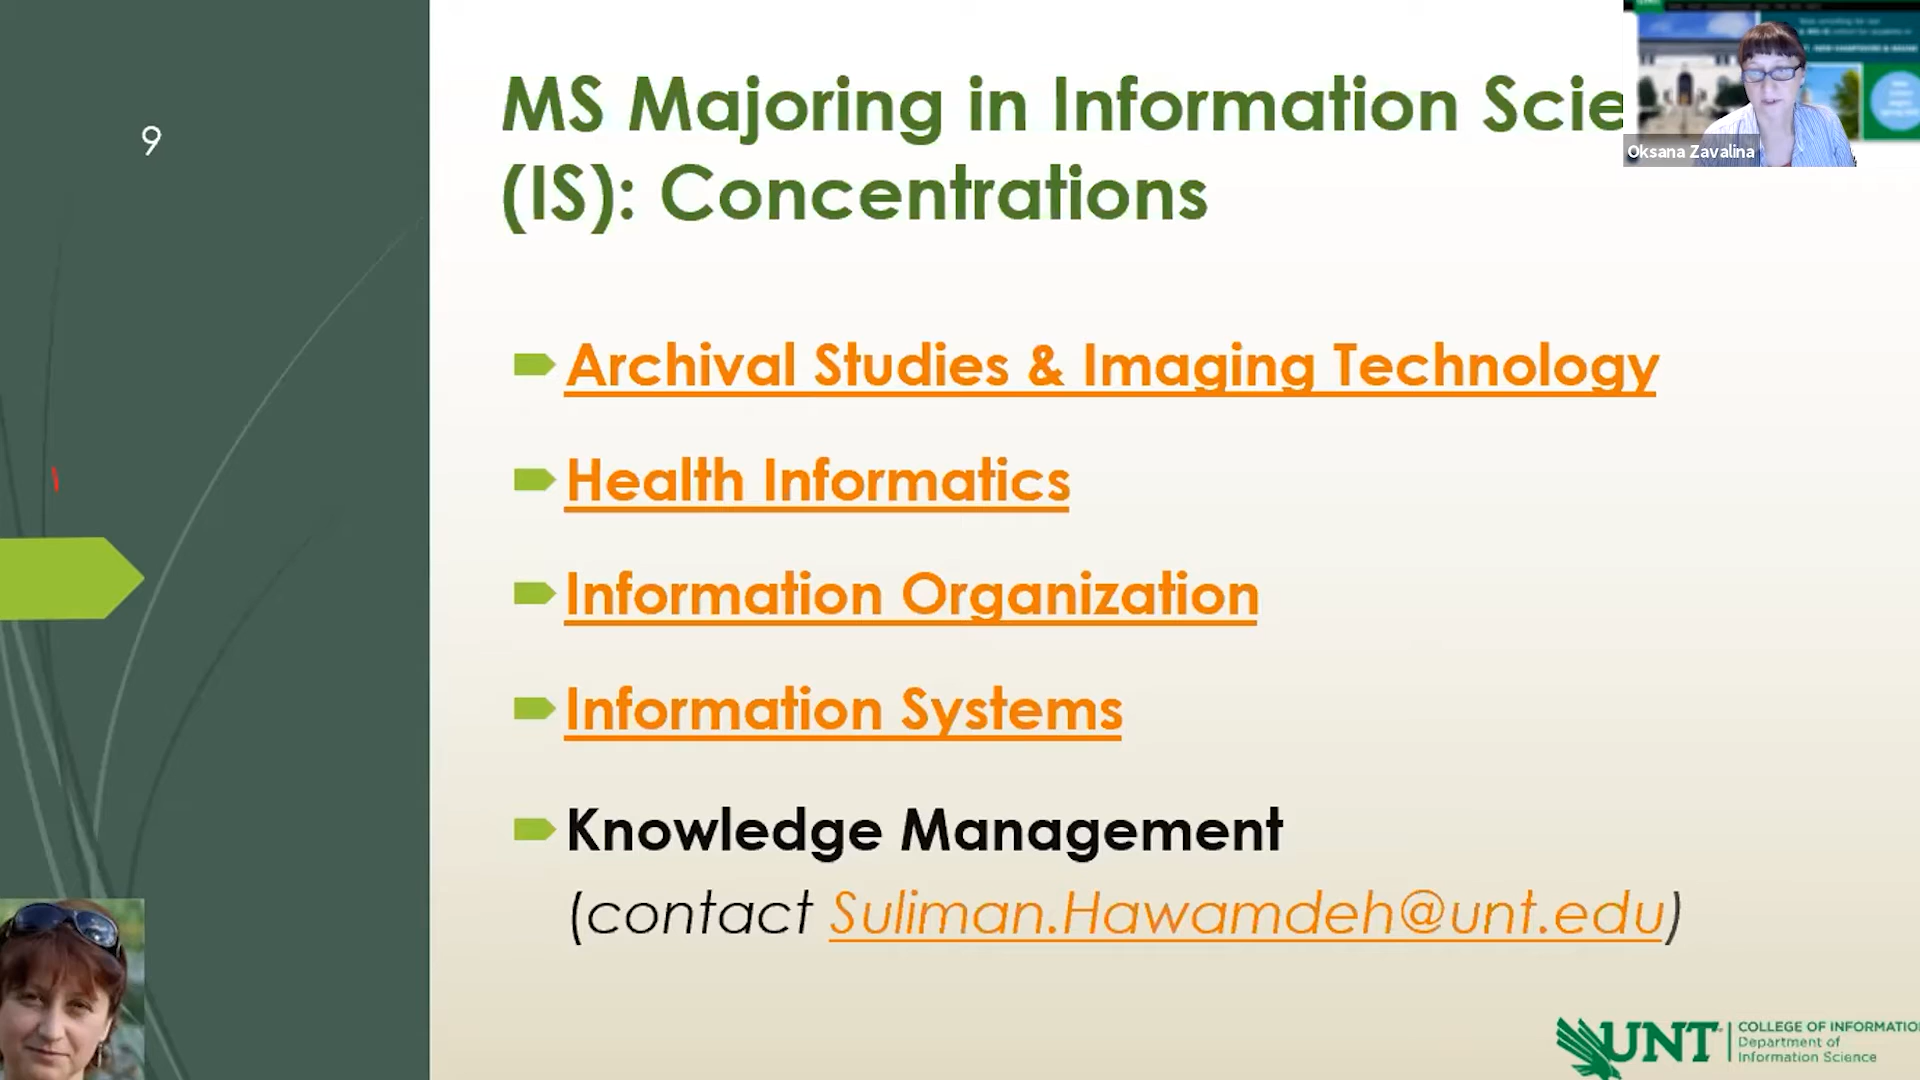 9
MS Majoring in Information Scie
(IS): Concentrations
Oksana Zavalina
Archival Studies & Imaging Technology
Health Informatics
Information Organization
Information Systems
Knowledge Management
(contact Suliman.Hawamdeh@unt.edu)
UNT
COLLEGE OF INFORMATIO
Department of
Information Science